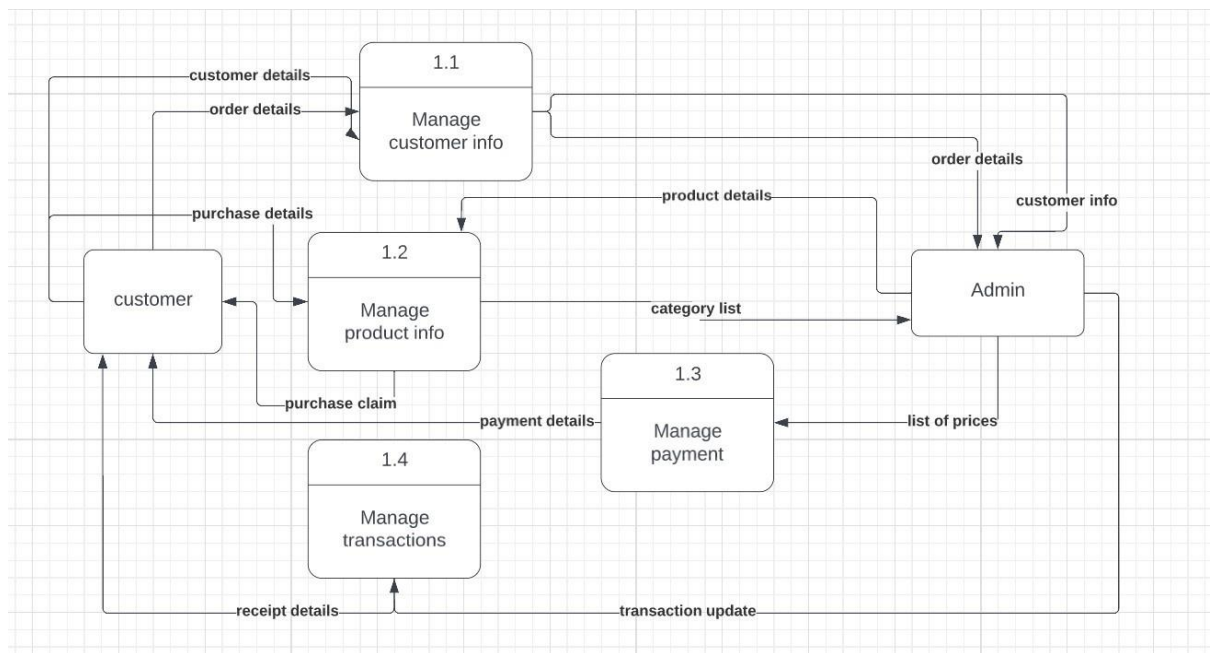 1.1
customer details
order details
Manage
customer info
order details
product details
customer info
purchase details
1.2
customer
Manage
product info
Admin
category list
1.3
purchase claim
payment details
list of prices
Manage
payment
1.4
Manage
transactions
receipt details
transaction update